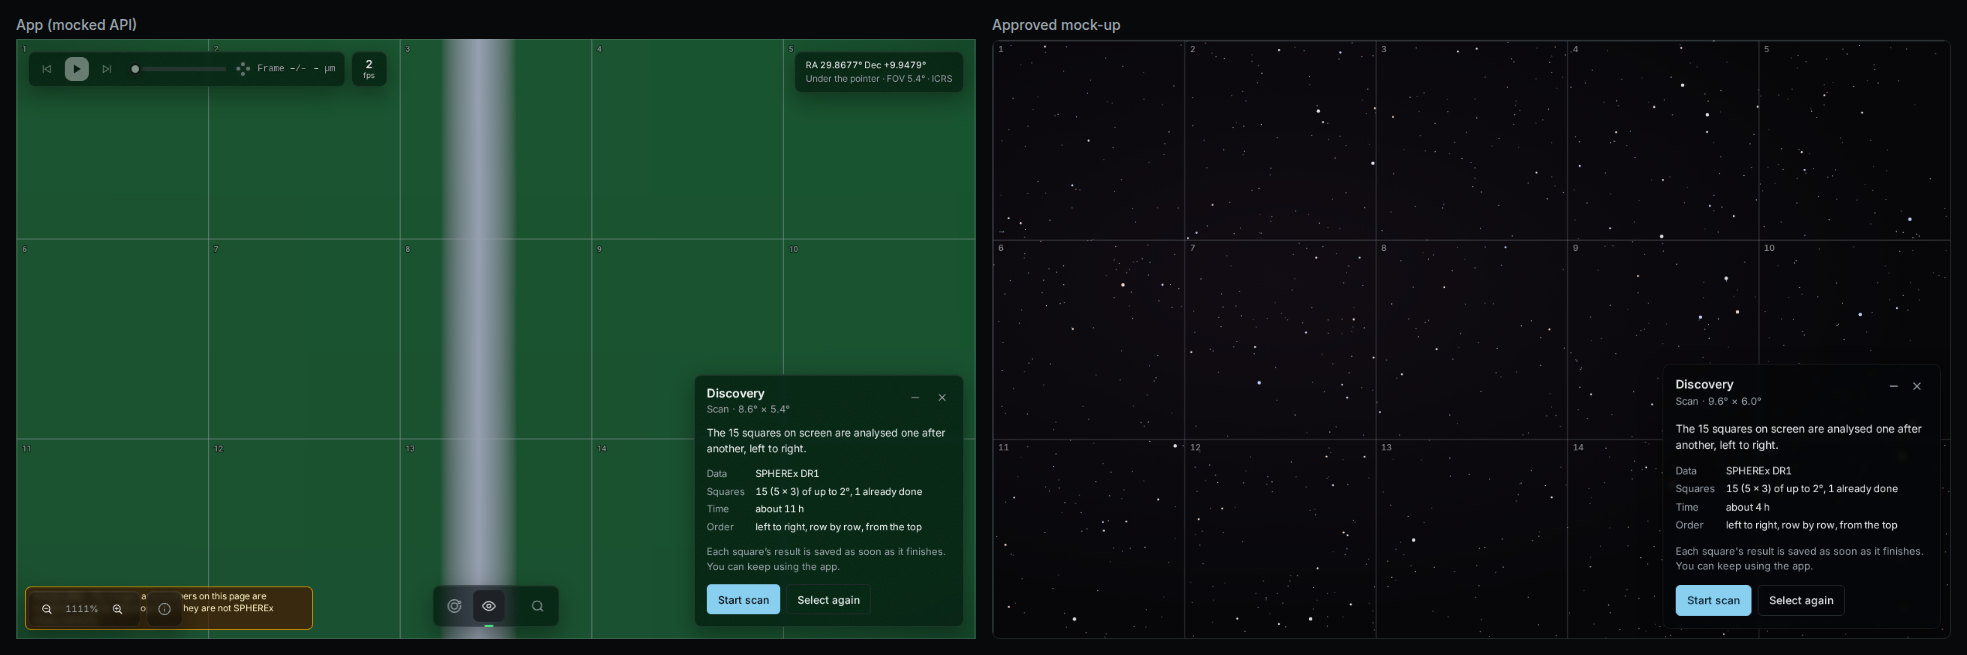 App (mocked API)
1
2
3
4
5
Frame -/- - µm
2
fps
RA 29.8677° Dec +9.9479°
Under the pointer · FOV 5.4° · ICRS
6
7
8
9
10
11
12
13
14
Discovery
Scan · 8.6° × 5.4°
The 15 squares on screen are analysed one after
another, left to right.
Data SPHEREx DR1
Squares 15 (5 × 3) of up to 2°, 1 already done
Time about 11 h
Order left to right, row by row, from the top
Each square's result is saved as soon as it finishes.
You can keep using the app.
Start scan Select again
on this page are
they are not SPHEREx
1111%
Approved mock-up
1
2
3
4
5
6
7
8
9
10
11
12
13
14
Discovery
Scan · 9.6° × 6.0°
The 15 squares on screen are analysed one after
another, left to right.
Data SPHEREx DR1
Squares 15 (5 × 3) of up to 2°, 1 already done
Time about 4 h
Order left to right, row by row, from the top
Each square's result is saved as soon as it finishes.
You can keep using the app.
Start scan Select again